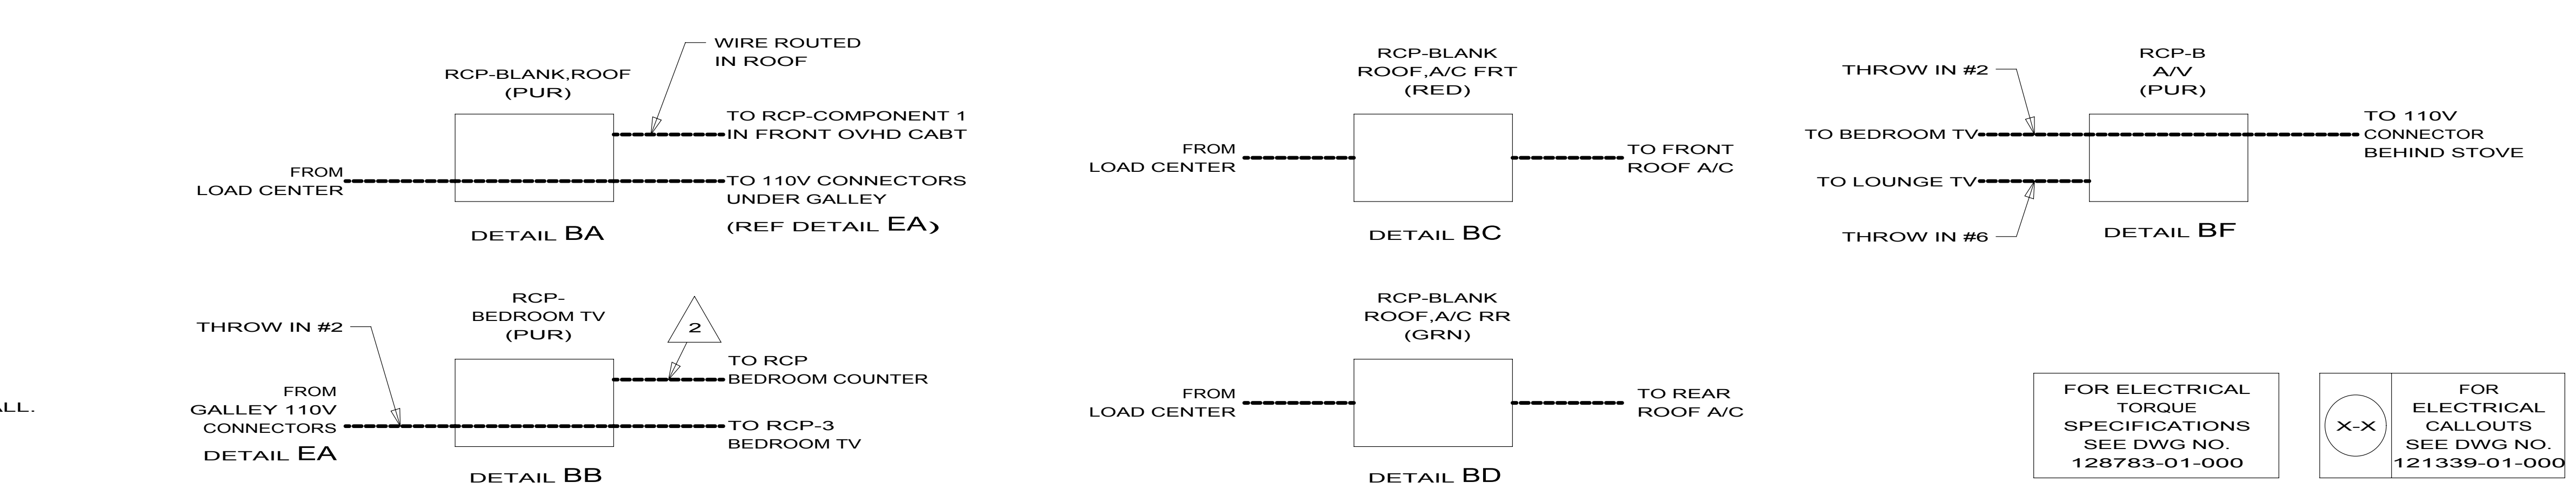 WIRE ROUTED
IN ROOF
RCP-BLANK,ROOF
(PUR)
TO RCP-COMPONENT 1
IN FRONT OVHD CABT
FROM
LOAD CENTER
TO 110V CONNECTORS
UNDER GALLEY
(REF DETAIL EA)
DETAIL BA
RCP-BLANK
ROOF,A/C FRT
(RED)
FROM
LOAD CENTER
TO FRONT
ROOF A/C
DETAIL BC
RCP-B
A/V
(PUR)
THROW IN #2
TO BEDROOM TV
TO 110V
CONNECTOR
BEHIND STOVE
TO LOUNGE TV
THROW IN #6
DETAIL BF
ALL.
RCP-
BEDROOM TV
(PUR)
THROW IN #2
2
TO RCP
BEDROOM COUNTER
FROM
GALLEY 110V
CONNECTORS
DETAIL EA
TO RCP-3
BEDROOM TV
DETAIL BB
RCP-BLANK
ROOF,A/C RR
(GRN)
FROM
LOAD CENTER
TO REAR
ROOF A/C
DETAIL BD
FOR ELECTRICAL
TORQUE
SPECIFICATIONS
SEE DWG NO.
128783-01-000
X-X
FOR
ELECTRICAL
CALLOUTS
SEE DWG NO.
121339-01-000